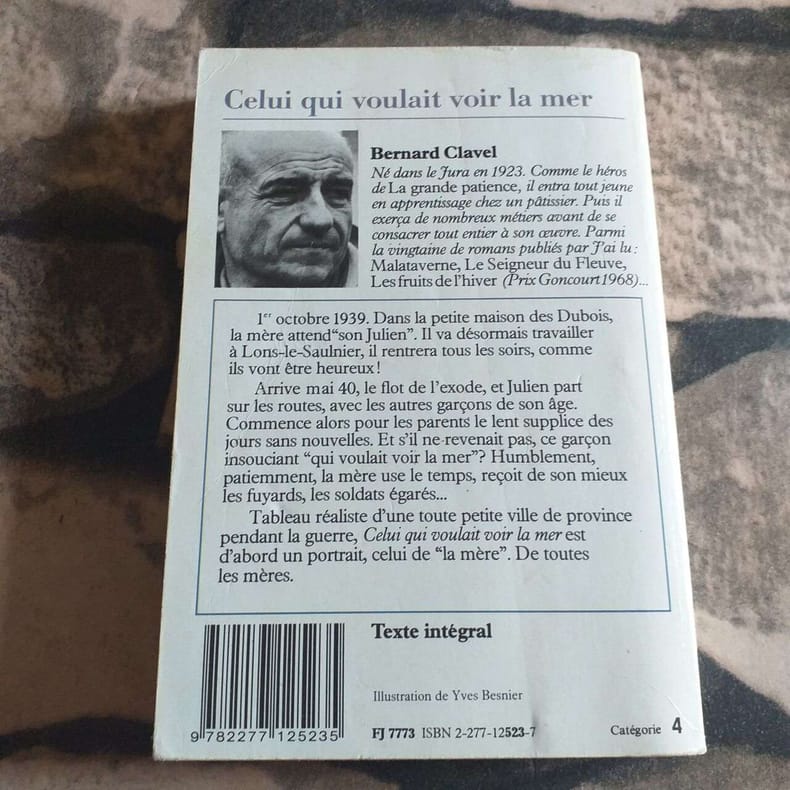 Celui qui voulait voir la mer
Bernard Clavel
Né dans le Jura en 1923. Comme le héros
de La grande patience, il entra tout jeune
en apprentissage chez un pâtissier. Puis il
exerça de nombreux métiers avant de se
consacrer tout entier à son œuvre. Parmi
la vingtaine de romans publiés par J'ai lu :
Malataverne, Le Seigneur du Fleuve,
Les fruits de l'hiver (Prix Goncourt 1968)...
1er octobre 1939. Dans la petite maison des Dubois,
la mère attend "son Julien". Il va désormais travailler
à Lons-le-Saulnier, il rentrera tous les soirs, comme
ils vont être heureux !
Arrive mai 40, le flot de l'exode, et Julien part
sur les routes, avec les autres garçons de son âge.
Commence alors pour les parents le lent supplice des
jours sans nouvelles. Et s'il ne revenait pas, ce garçon
insouciant "qui voulait voir la mer"? Humblement,
patiemment, la mère use le temps, reçoit de son mieux
les fuyards, les soldats égarés...
Tableau réaliste d'une toute petite ville de province
pendant la guerre, Celui qui voulait voir la mer est
d'abord un portrait, celui de "la mère". De toutes
les mères.
Texte intégral
Illustration de Yves Besnier
9 782277 125235
FJ 7773 ISBN 2-277-12523-7
Catégorie 4